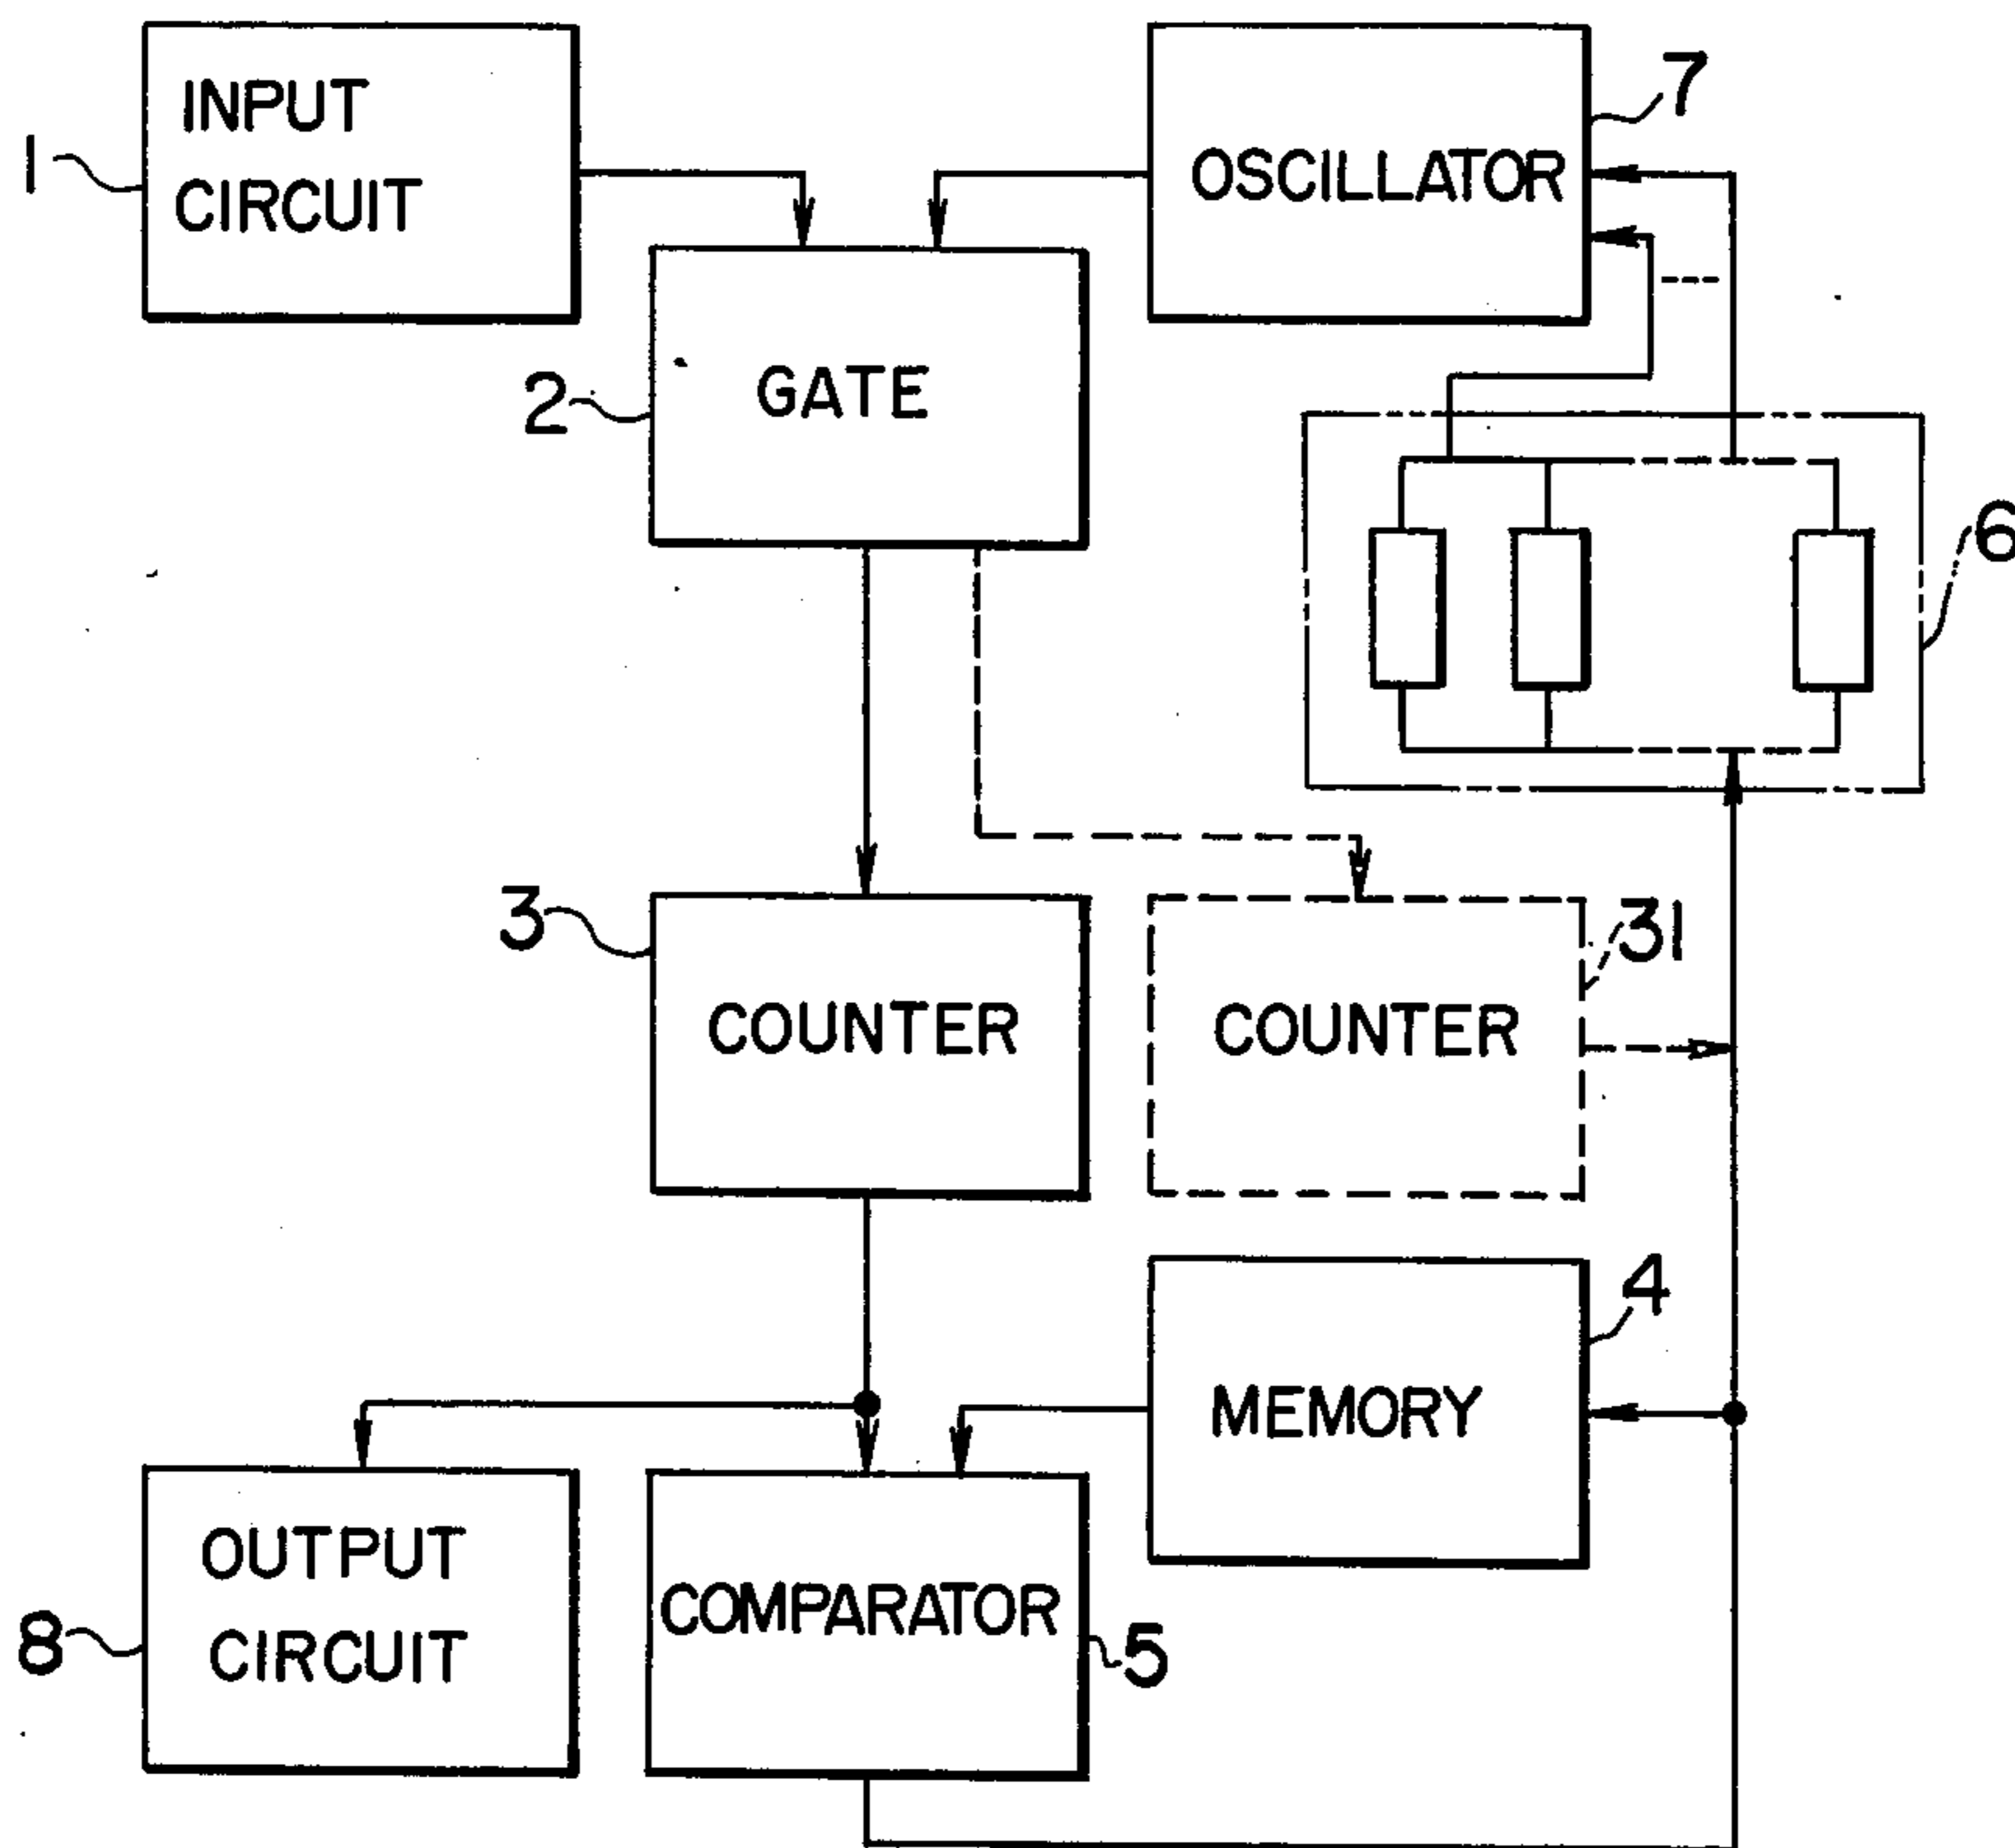 INPUT
CIRCUIT
1
OSCILLATOR
7
GATE
2
6
3
COUNTER
COUNTER
31
MEMORY
4
OUTPUT
CIRCUIT
8
COMPARATOR
5